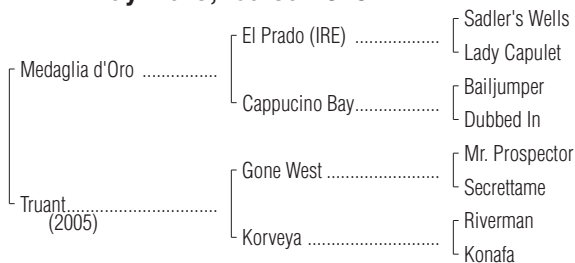 Sadler's Wells
El Prado (IRE) ...................
Lady Capulet
Medaglia d'Oro ................
Bailjumper
Cappucino Bay...................
Dubbed In
Mr. Prospector
Gone West .........................
Secrettame
Truant................................
(2005)
Riverman
Korveya .............................
Konafa